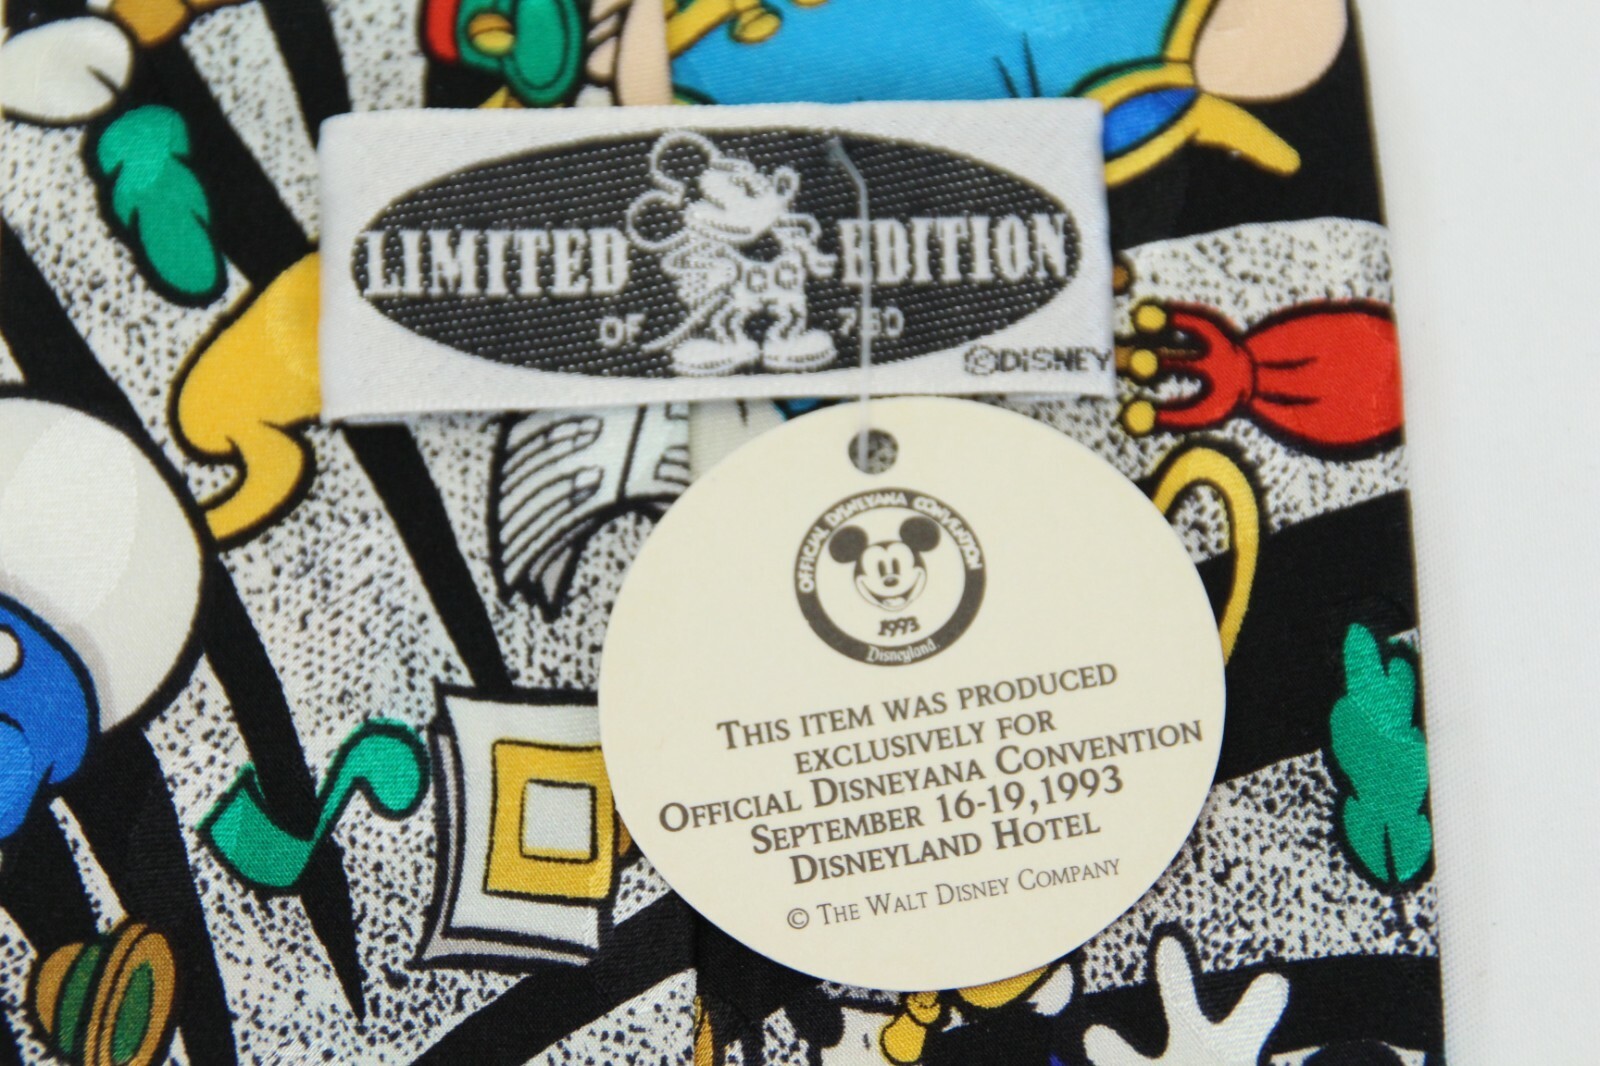 LIMITED EDITION
OF 750
©DISNEY
OFFICIAL DISNEYANA CONVENTION
1993
Disneyland.
THIS ITEM WAS PRODUCED
EXCLUSIVELY FOR
OFFICIAL DISNEYANA CONVENTION
SEPTEMBER 16-19, 1993
DISNEYLAND HOTEL
© THE WALT DISNEY COMPANY